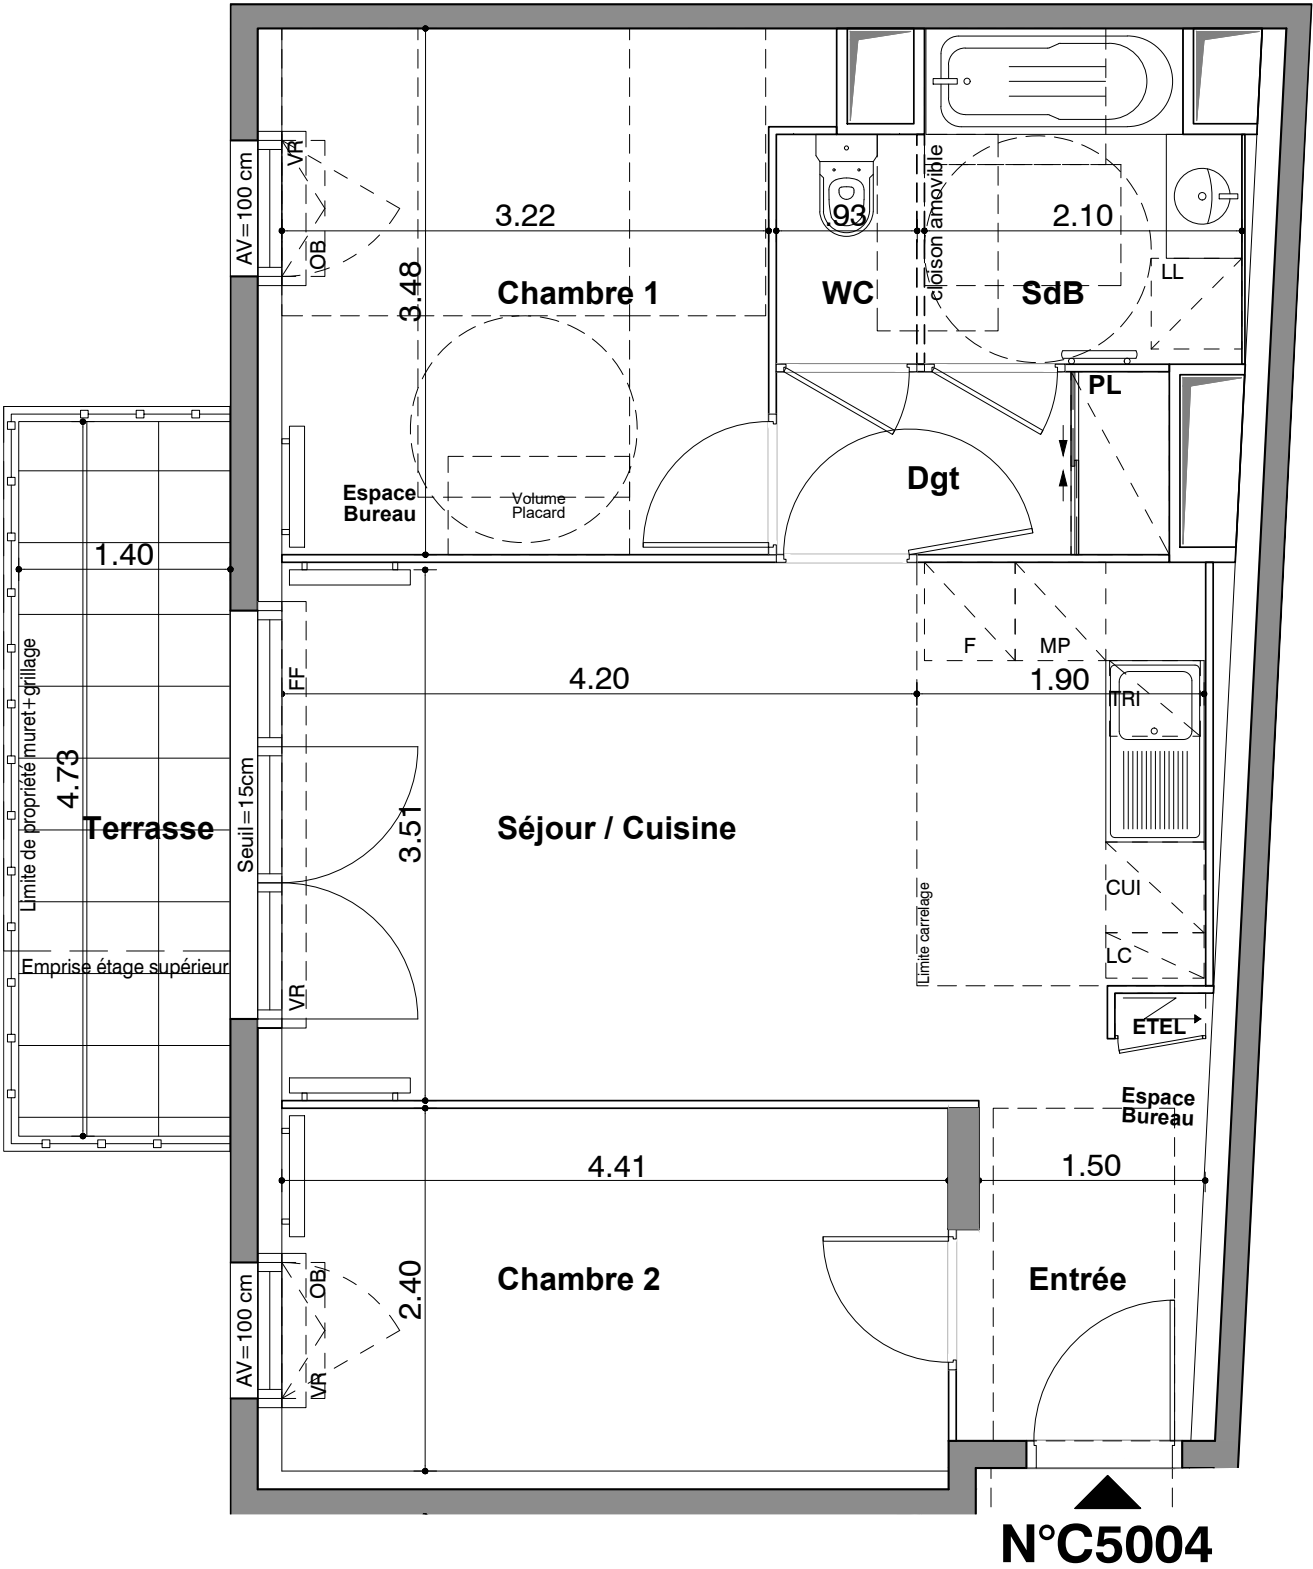 VR
AV=100 cm
OB
3.22
3.48
Chambre 1
.93
WC
cloison amovible
2.10
SdB
LL
PL
Dgt
Espace
Bureau
Volume
Placard
1.40
Limite de propriété muret+grillage
4.73
Terrasse
Emprise étage supérieur
Seuil=15cm
FF
VR
4.20
3.51
Séjour / Cuisine
F
MP
1.90
TRI
CUI
LC
Limite carrelage
ETEL
Espace
Bureau
4.41
1.50
AV=100 cm
OB
VR
2.40
Chambre 2
Entrée
N°C5004